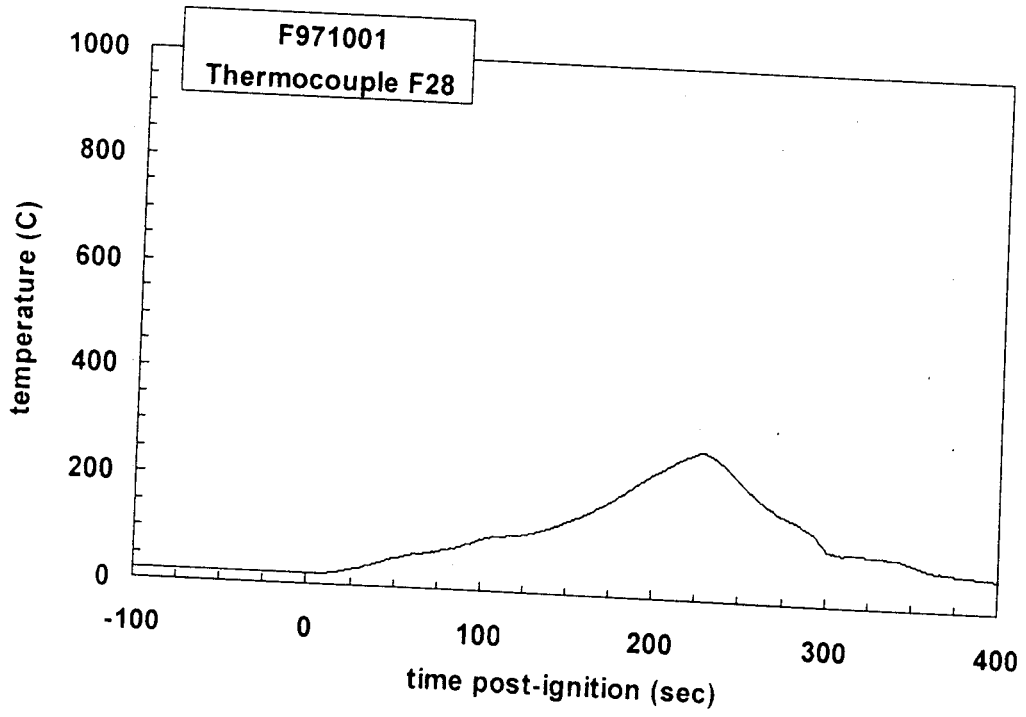 F971001
Thermocouple F28
1000
800
600
400
200
0
temperature (C)
-100 0 100 200 300 400
time post-ignition (sec)